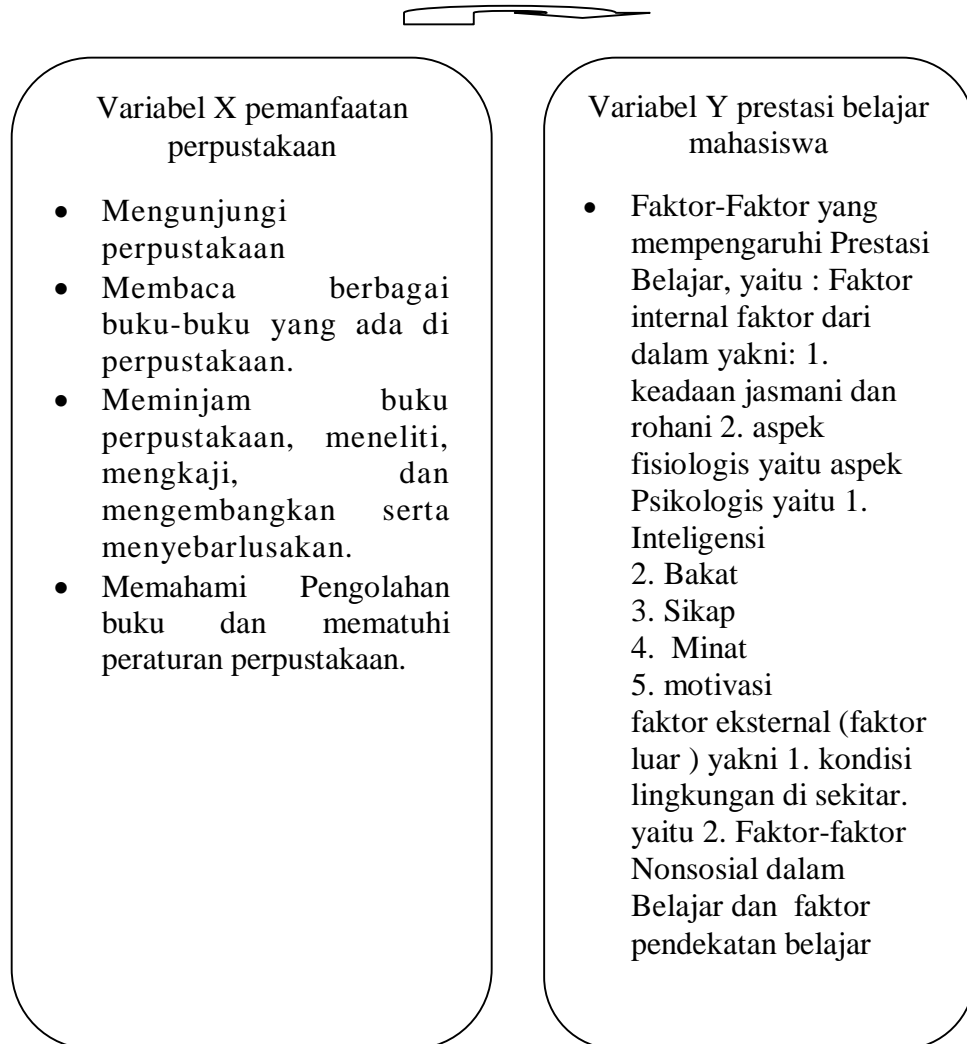 Variabel X pemanfaatan
perpustakaan
• Mengunjungi
perpustakaan
• Membaca berbagai
buku-buku yang ada di
perpustakaan.
• Meminjam buku
perpustakaan, meneliti,
mengkaji, dan
mengembangkan serta
menyebarlusakan.
• Memahami Pengolahan
buku dan mematuhi
peraturan perpustakaan.
Variabel Y prestasi belajar
mahasiswa
• Faktor-Faktor yang
mempengaruhi Prestasi
Belajar, yaitu : Faktor
internal faktor dari
dalam yakni: 1.
keadaan jasmani dan
rohani 2. aspek
fisiologis yaitu aspek
Psikologis yaitu 1.
Inteligensi
2. Bakat
3. Sikap
4. Minat
5. motivasi
faktor eksternal (faktor
luar ) yakni 1. kondisi
lingkungan di sekitar.
yaitu 2. Faktor-faktor
Nonsosial dalam
Belajar dan faktor
pendekatan belajar